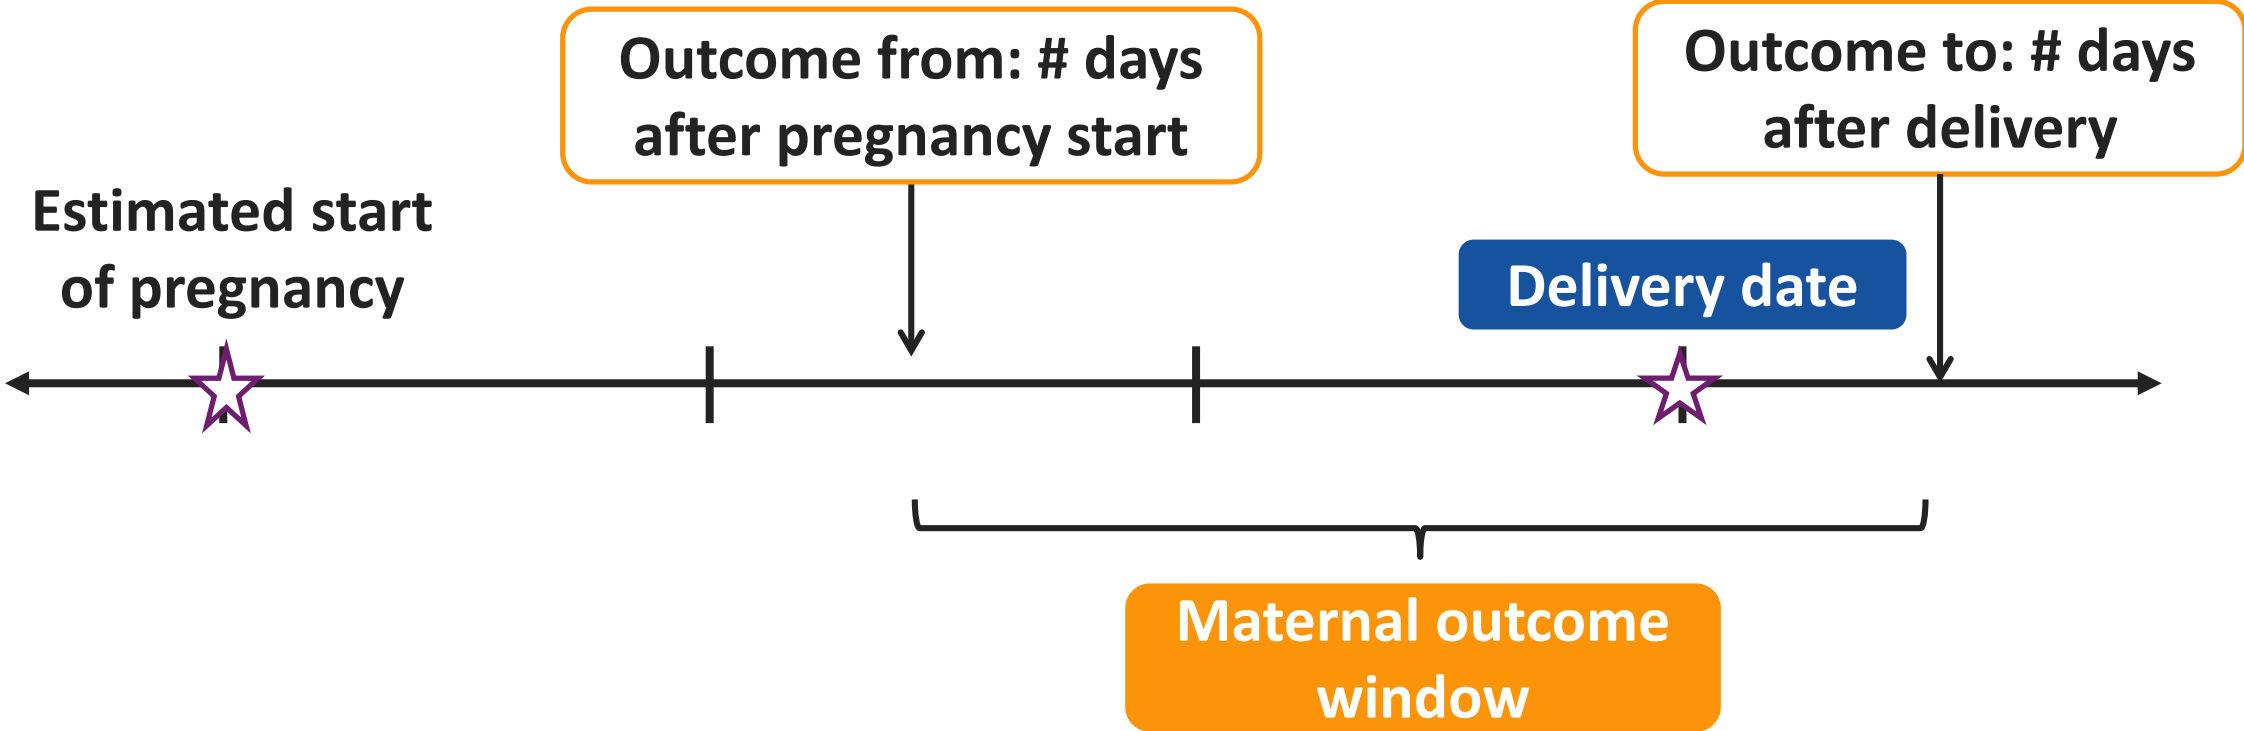 Outcome from: # days
after pregnancy start
Outcome to: # days
after delivery
Estimated start
of pregnancy
Delivery date
Maternal outcome
window